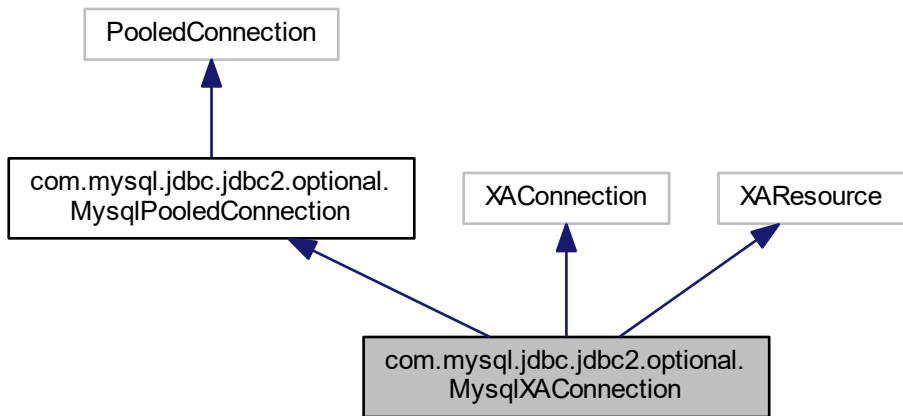 PooledConnection
com.mysql.jdbc.jdbc2.optional.
MysqlPooledConnection
XAConnection
XAResource
com.mysql.jdbc.jdbc2.optional.
MysqlXAConnection